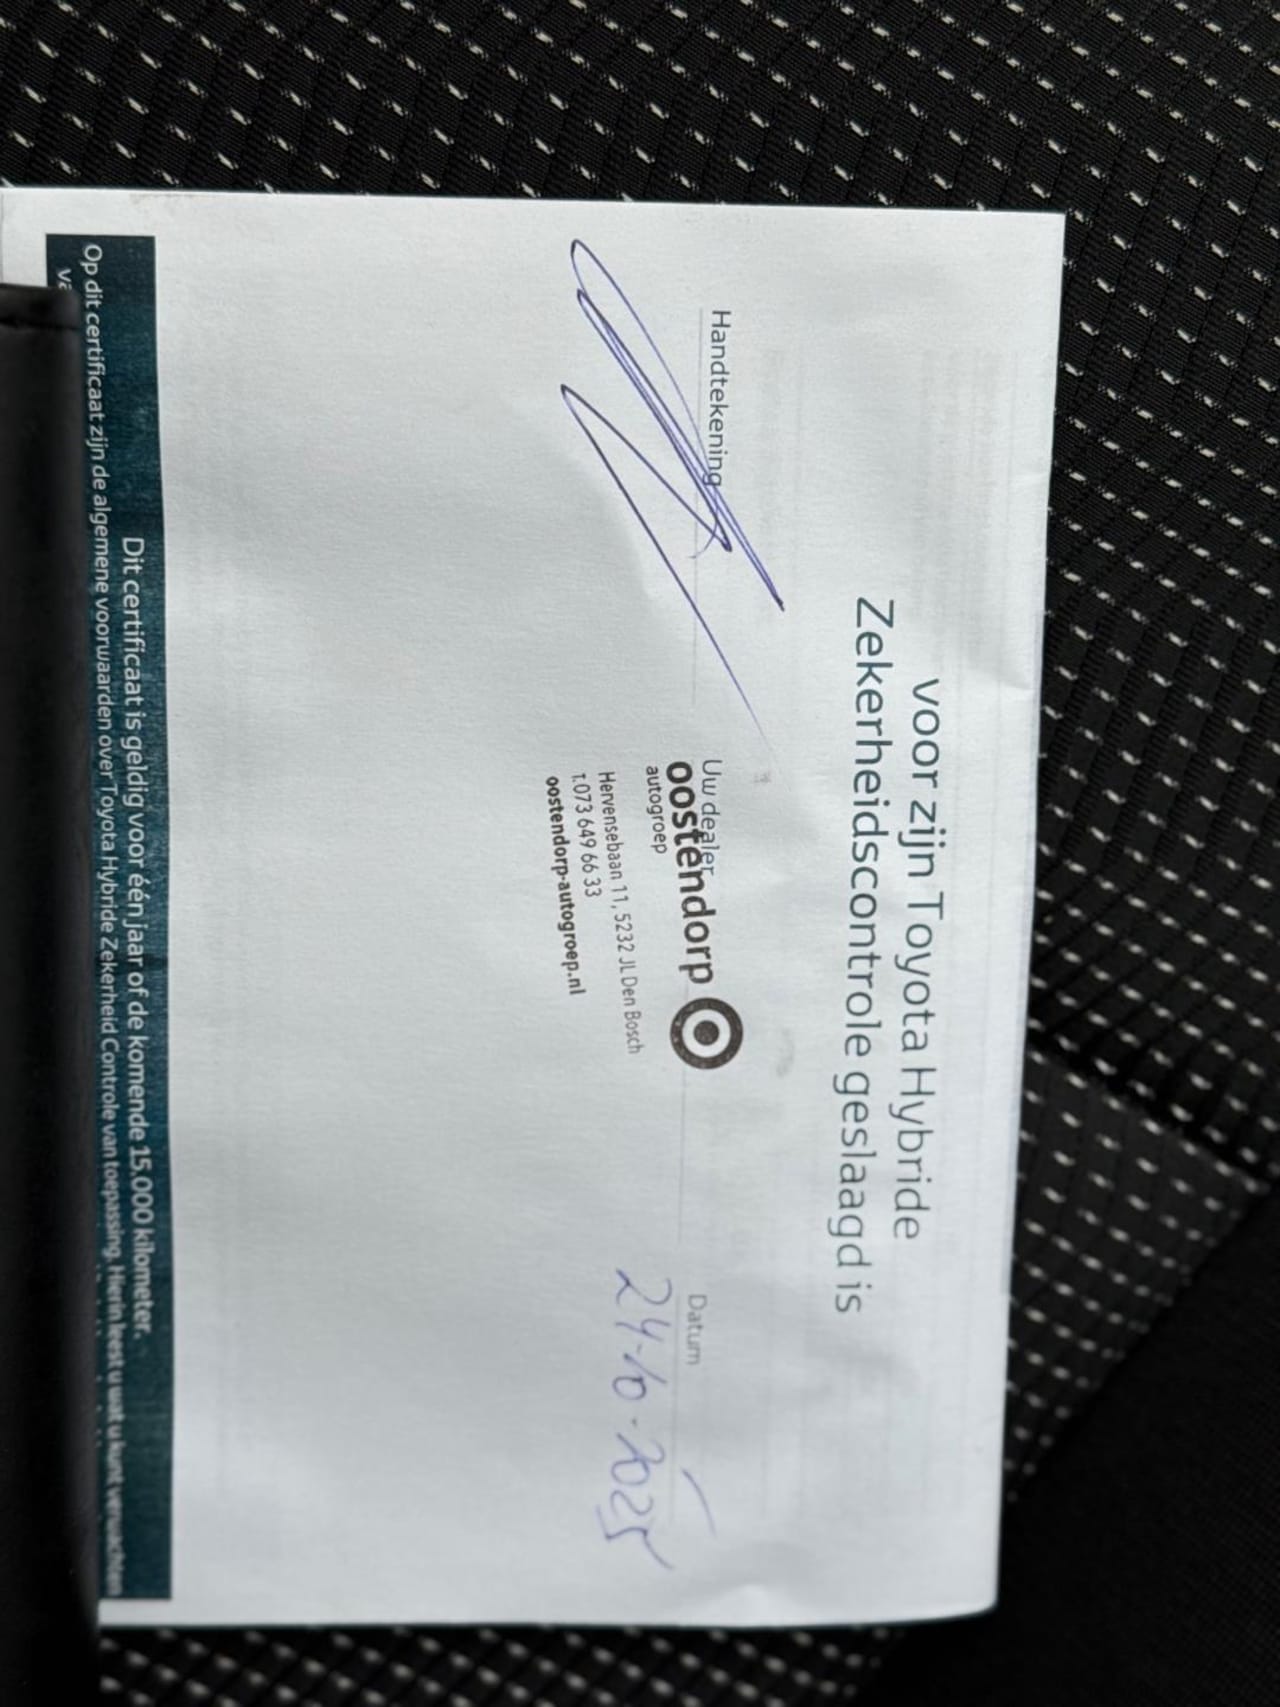 voor zijn Toyota Hybride
Zekerheidscontrole geslaagd is
Handtekening
Uw dealer
oostendorp
autogroep
Hervensebaan 11, 5232 JL Den Bosch
T.073 649 66 33
oostendorp-autogroep.nl
Datum
24-10-2025
Dit certificaat is geldig voor één jaar of de komende 15.000 kilometer.
Op dit certificaat zijn de algemene voorwaarden over Toyota Hybride Zekerheid Controle van toepassing. Hierin leest u wat u kunt verwachten